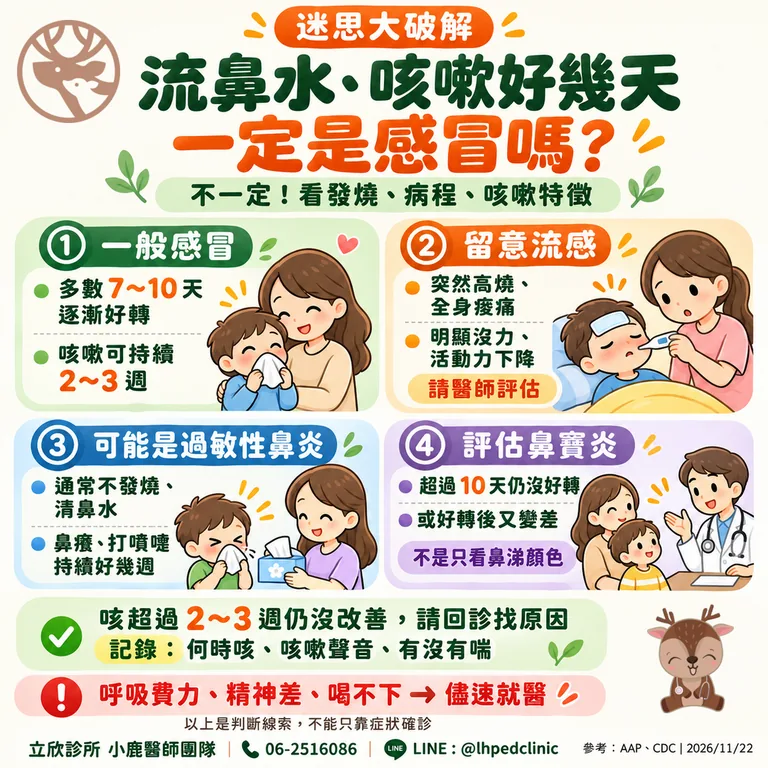 迷思大破解
流鼻水、咳嗽好幾天
一定是感冒嗎？
不一定！看發燒、病程、咳嗽特徵
1 一般感冒
多數 7～10 天
逐漸好轉
咳嗽可持續
2～3 週
2 留意流感
突然高燒、
全身痠痛
明顯沒力、
活動力下降
請醫師評估
3 可能是過敏性鼻炎
通常不發燒、
清鼻水
鼻癢、打噴嚏
持續好幾週
4 評估鼻竇炎
超過 10 天仍沒好轉
或好轉後又變差
不是只看鼻涕顏色
咳超過 2～3 週仍沒改善，請回診找原因
記錄：何時咳、咳嗽聲音、有沒有喘
呼吸費力、精神差、喝不下 → 儘速就醫
以上是判斷線索，不能只靠症狀確診
立欣診所 小鹿醫師團隊 | 06-2516086 | LINE LINE : @lhpedclinic 參考：AAP、CDC | 2026/11/22